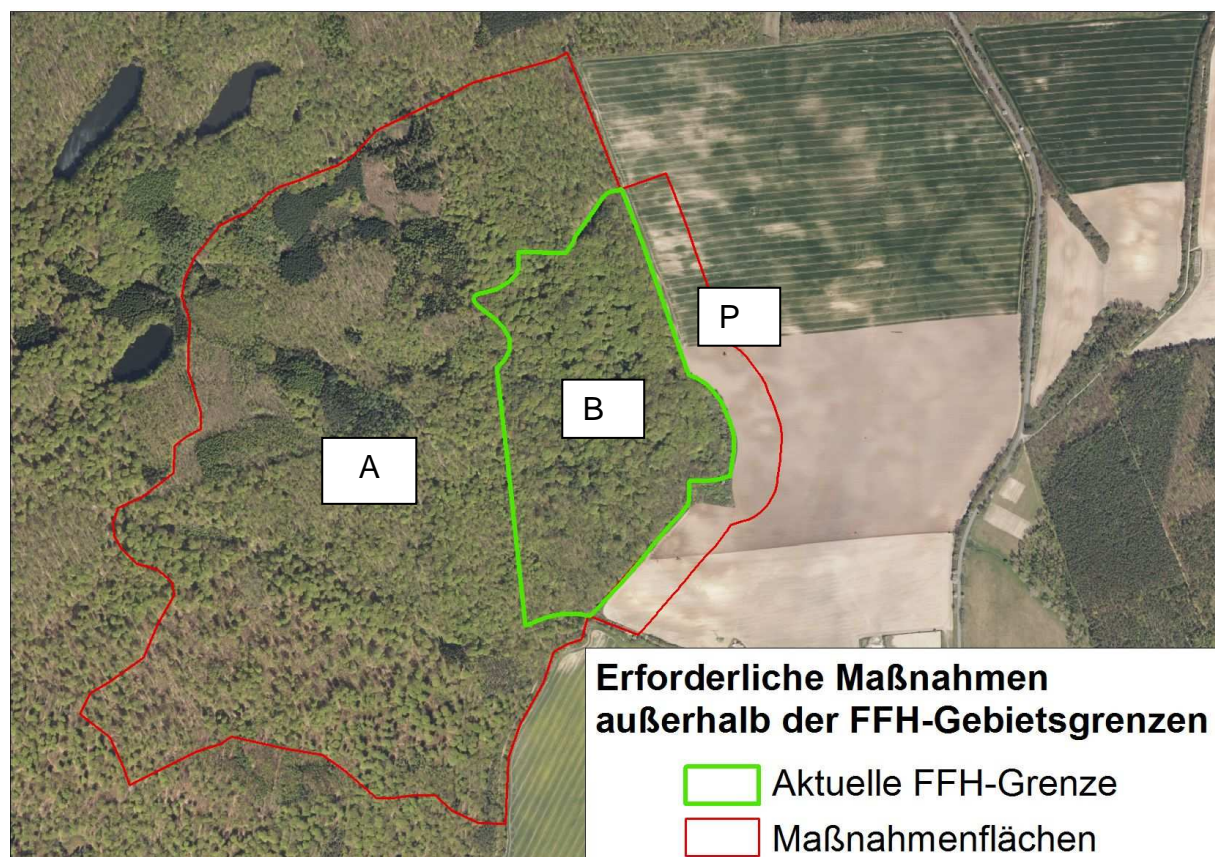 P
B
A
Erforderliche Maßnahmen
außerhalb der FFH-Gebietsgrenzen
Aktuelle FFH-Grenze
Maßnahmenflächen